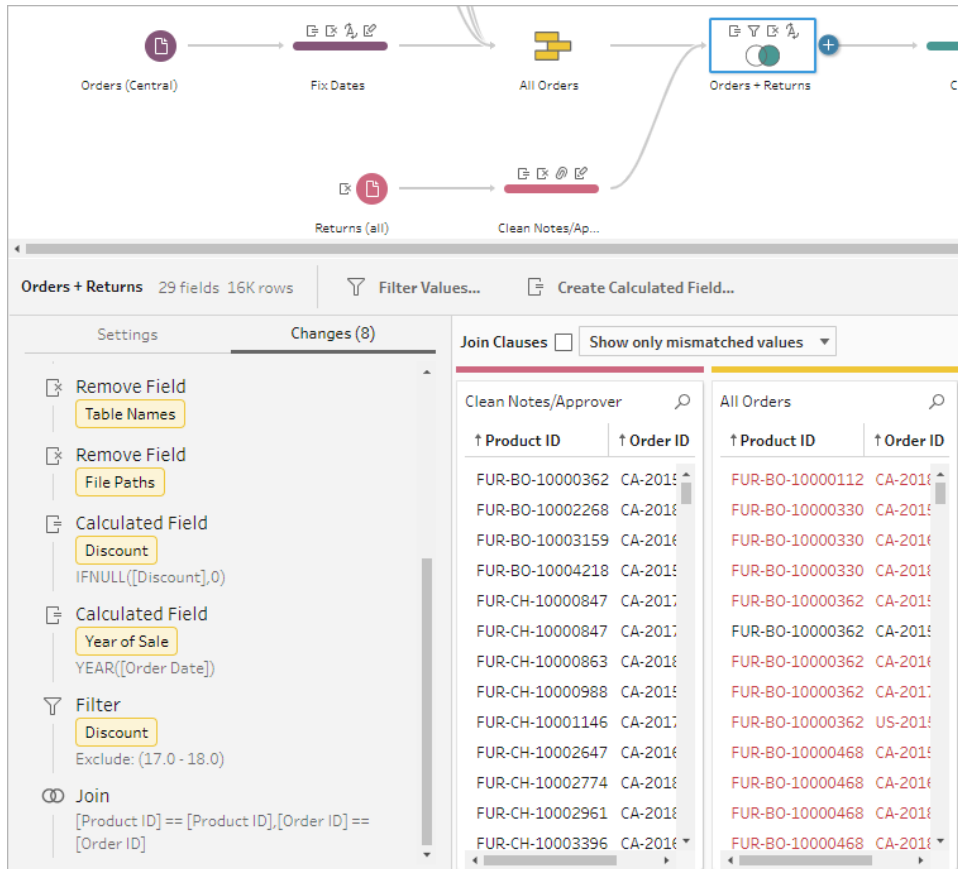 Orders (Central)
Fix Dates
All Orders
Orders + Returns
C
Returns (all)
Clean Notes/Ap...
Orders + Returns 29 fields 16K rows
Filter Values...
Create Calculated Field...
Settings
Changes (8)
Join Clauses
Show only mismatched values
Remove Field
Table Names
Remove Field
File Paths
Calculated Field
Discount
IFNULL([Discount],0)
Calculated Field
Year of Sale
YEAR([Order Date])
Filter
Discount
Exclude: (17.0 - 18.0)
Join
[Product ID] == [Product ID],[Order ID] ==
[Order ID]
Clean Notes/Approver
Product ID Order ID
FUR-BO-10000362 CA-2015
FUR-BO-10002268 CA-2018
FUR-BO-10003159 CA-2016
FUR-BO-10004218 CA-2015
FUR-CH-10000847 CA-2017
FUR-CH-10000847 CA-2017
FUR-CH-10000863 CA-2018
FUR-CH-10000988 CA-2015
FUR-CH-10001146 CA-2017
FUR-CH-10002647 CA-2016
FUR-CH-10002774 CA-2018
FUR-CH-10002961 CA-2018
FUR-CH-10003396 CA-2016
All Orders
Product ID Order ID
FUR-BO-10000112 CA-2018
FUR-BO-10000330 CA-2015
FUR-BO-10000330 CA-2016
FUR-BO-10000330 CA-2018
FUR-BO-10000362 CA-2015
FUR-BO-10000362 CA-2015
FUR-BO-10000362 CA-2016
FUR-BO-10000362 CA-2017
FUR-BO-10000362 US-2015
FUR-BO-10000468 CA-2015
FUR-BO-10000468 CA-2016
FUR-BO-10000468 CA-2018
FUR-BO-10000468 CA-2018